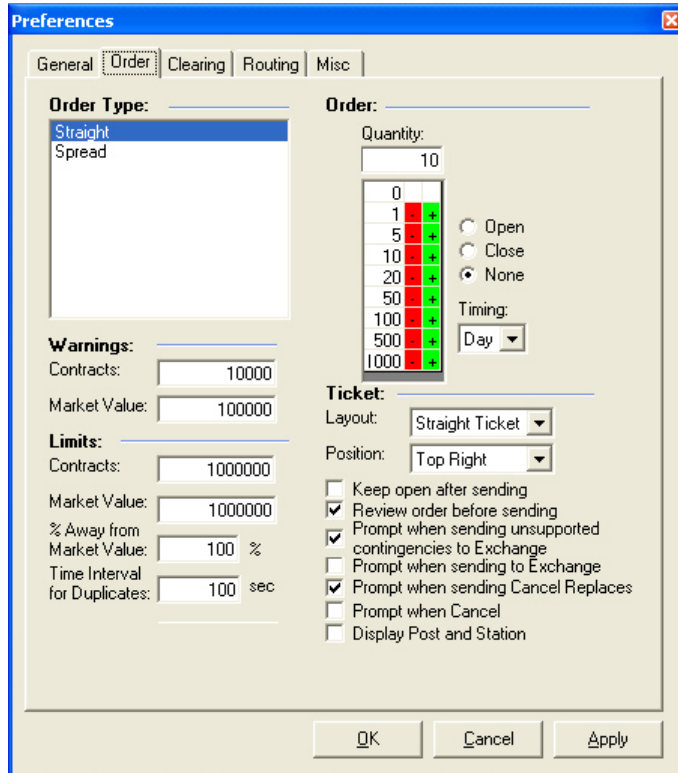 Preferences
General Order Clearing Routing Misc
Order Type:
Straight
Spread
Warnings:
Contracts: 10000
Market Value: 100000
Limits:
Contracts: 1000000
Market Value: 1000000
% Away from
Market Value: 100 %
Time Interval
for Duplicates: 100 sec
Order:
Quantity:
10
0
1 - +
5 - +
10 - +
20 - +
50 - +
100 - +
500 - +
1000 - +
Open
Close
None
Timing:
Day
Ticket:
Layout: Straight Ticket
Position: Top Right
Keep open after sending
Review order before sending
Prompt when sending unsupported
contingencies to Exchange
Prompt when sending to Exchange
Prompt when sending Cancel Replaces
Prompt when Cancel
Display Post and Station
OK Cancel Apply